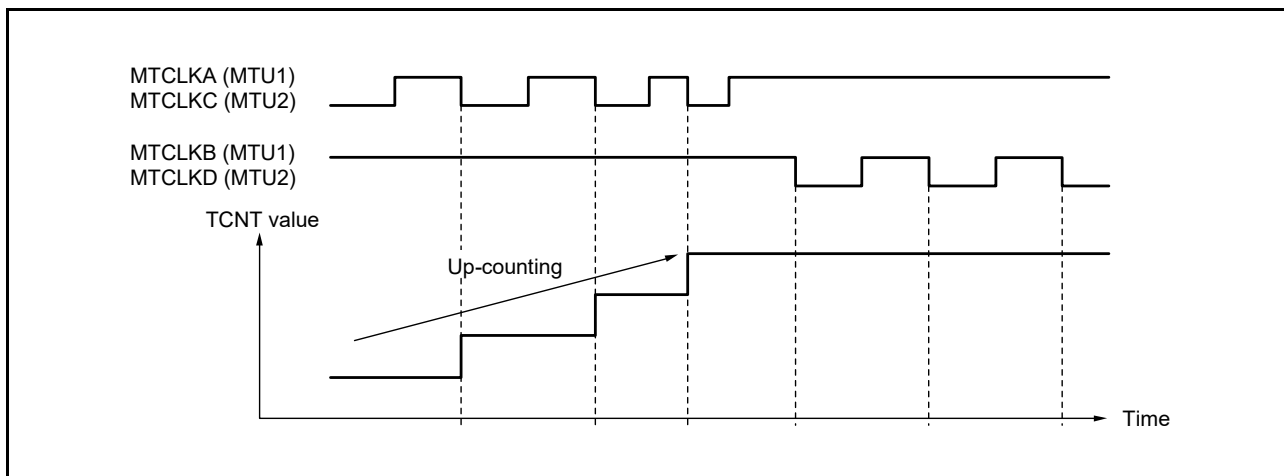 MTCLKA (MTU1)
MTCLKC (MTU2)
MTCLKB (MTU1)
MTCLKD (MTU2)
TCNT value
Up-counting
Time